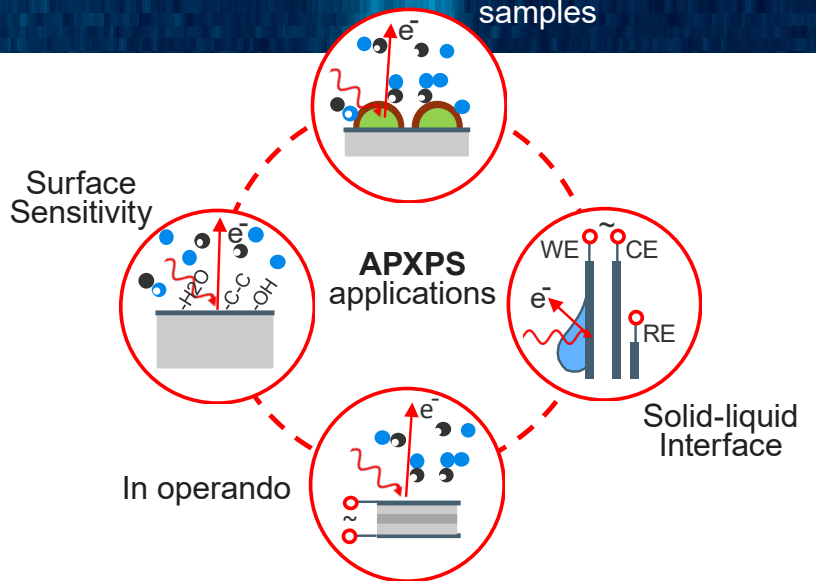 samples
e-
Surface
Sensitivity
e-
-H2O
-C-C
-OH
APXPS
applications
~
WE
CE
e-
RE
Solid-liquid
Interface
e-
In operando
~